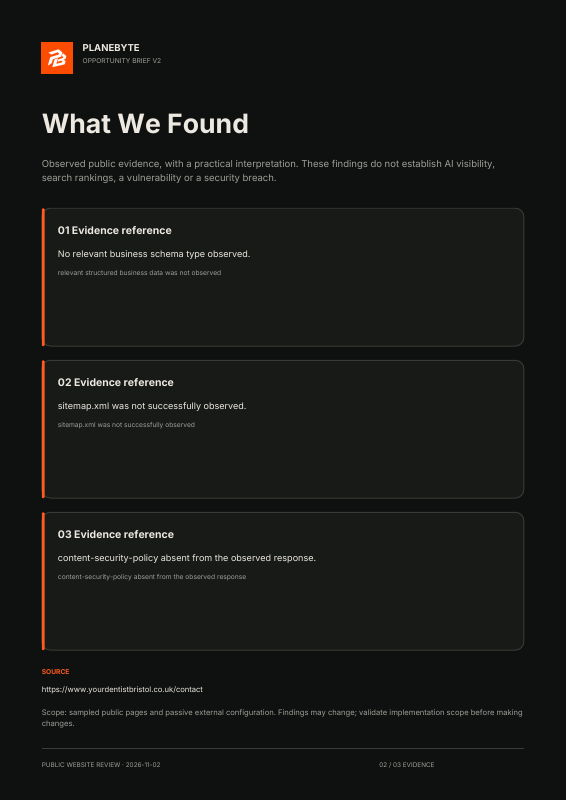 PLANEBYTE
OPPORTUNITY BRIEF V2
What We Found
Observed public evidence, with a practical interpretation. These findings do not establish AI visibility,
search rankings, a vulnerability or a security breach.
01 Evidence reference
No relevant business schema type observed.
relevant structured business data was not observed
02 Evidence reference
sitemap.xml was not successfully observed.
sitemap.xml was not successfully observed
03 Evidence reference
content-security-policy absent from the observed response.
content-security-policy absent from the observed response
SOURCE
https://www.yourdentistbristol.co.uk/contact
Scope: sampled public pages and passive external configuration. Findings may change; validate implementation scope before making
changes.
PUBLIC WEBSITE REVIEW · 2026-11-02
02 / 03 EVIDENCE